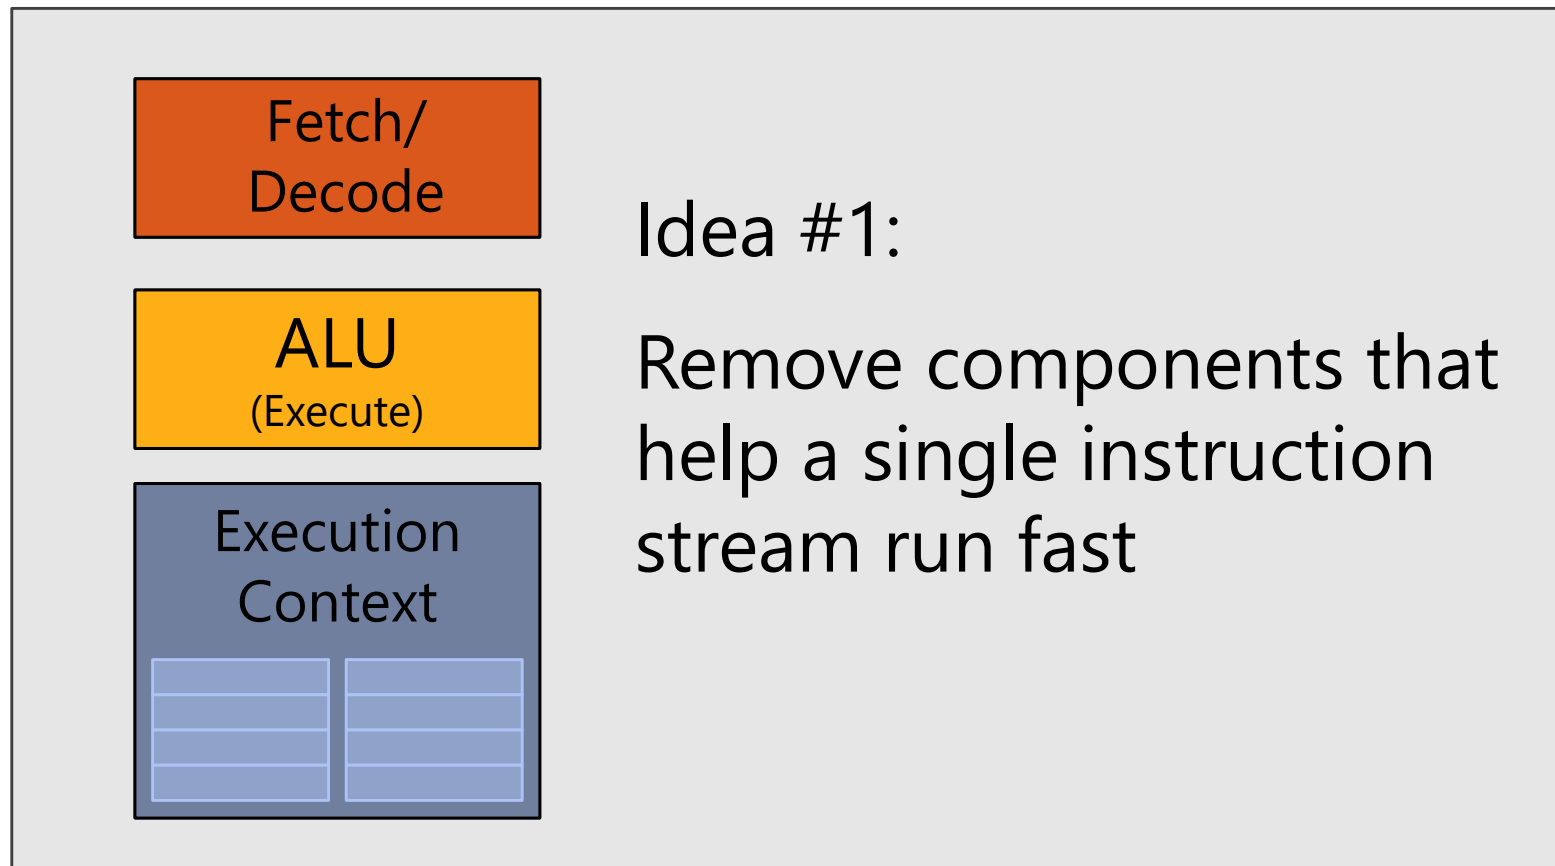 Fetch/
Decode
ALU
(Execute)
Execution
Context
Idea #1:
Remove components that
help a single instruction
stream run fast